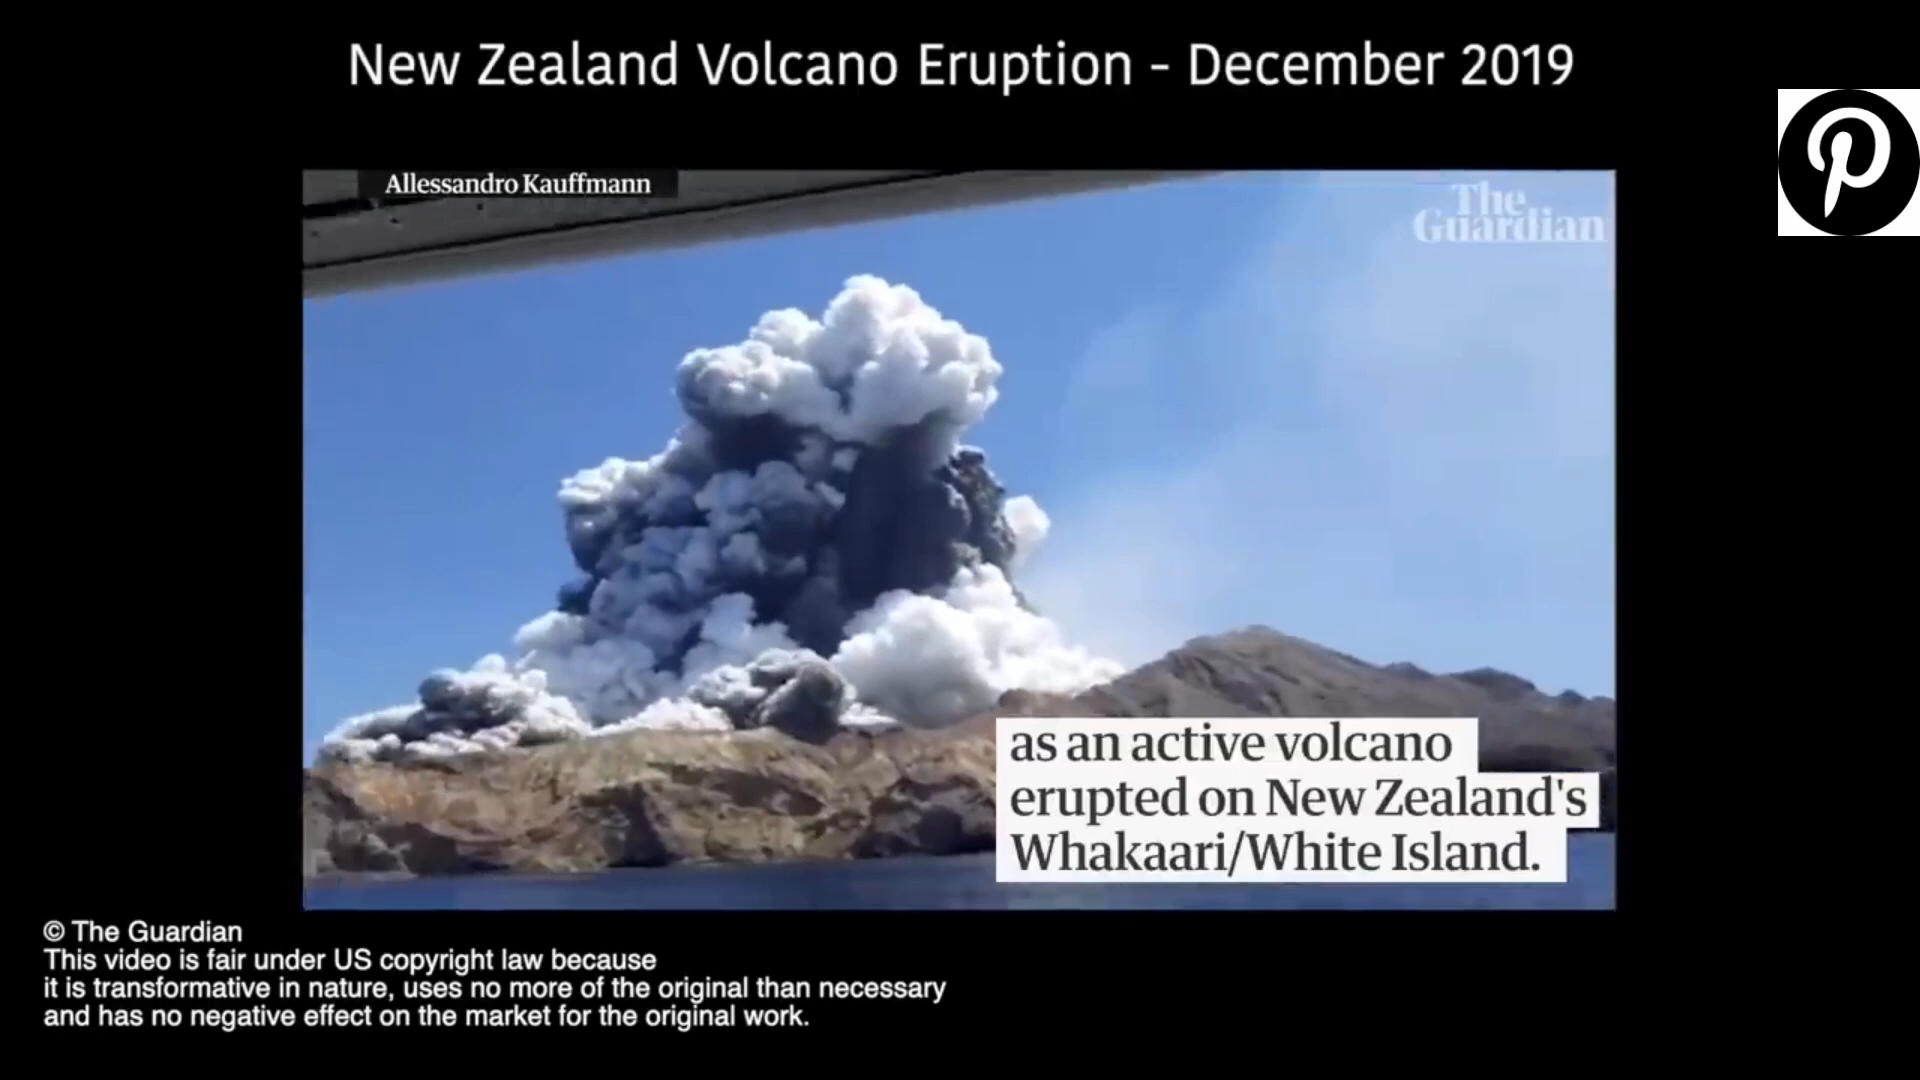 New Zealand Volcano Eruption - December 2019
Allessandro Kauffmann
The
Guardian
as an active volcano
erupted on New Zealand's
Whakaari/White Island.
© The Guardian
This video is fair under US copyright law because
it is transformative in nature, uses no more of the original than necessary
and has no negative effect on the market for the original work.